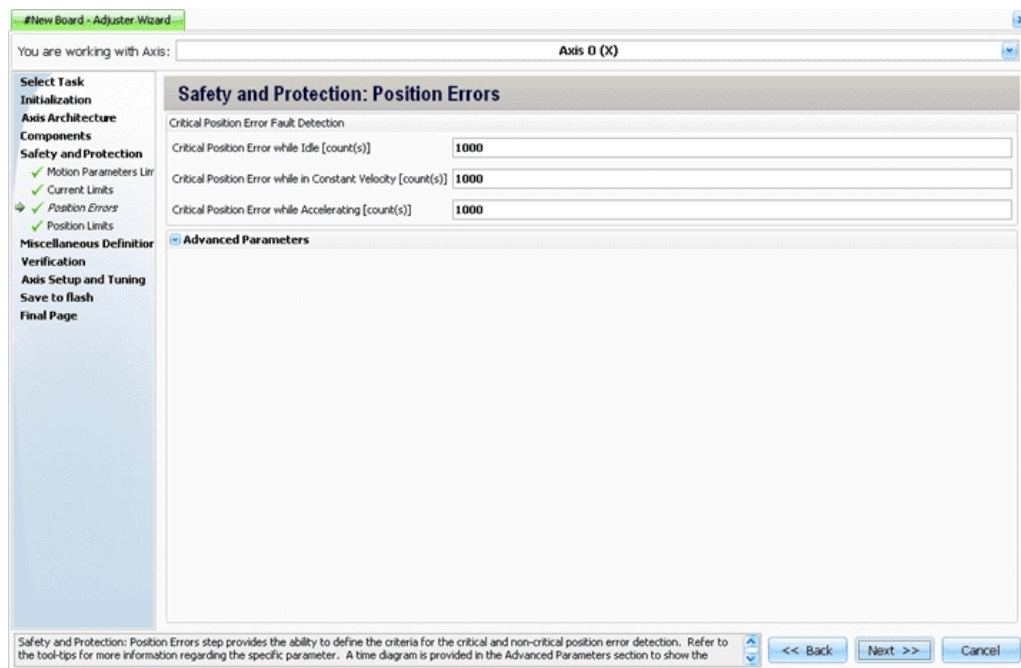 #New Board - Adjuster Wizard
You are working with Axis:
Axis 0 (X)
Select Task
Initialization
Axis Architecture
Components
Safety and Protection
Motion Parameters Lim
Current Limits
Position Errors
Position Limits
Miscellaneous Definition
Verification
Axis Setup and Tuning
Save to flash
Final Page
Safety and Protection: Position Errors
Critical Position Error Fault Detection
Critical Position Error while Idle [count(s)] 1000
Critical Position Error while in Constant Velocity [count(s)] 1000
Critical Position Error while Accelerating [count(s)] 1000
Advanced Parameters
Safety and Protection: Position Errors step provides the ability to define the criteria for the critical and non-critical position error detection. Refer to
the tool-tips for more information regarding the specific parameter. A time diagram is provided in the Advanced Parameters section to show the
<< Back
Next >>
Cancel